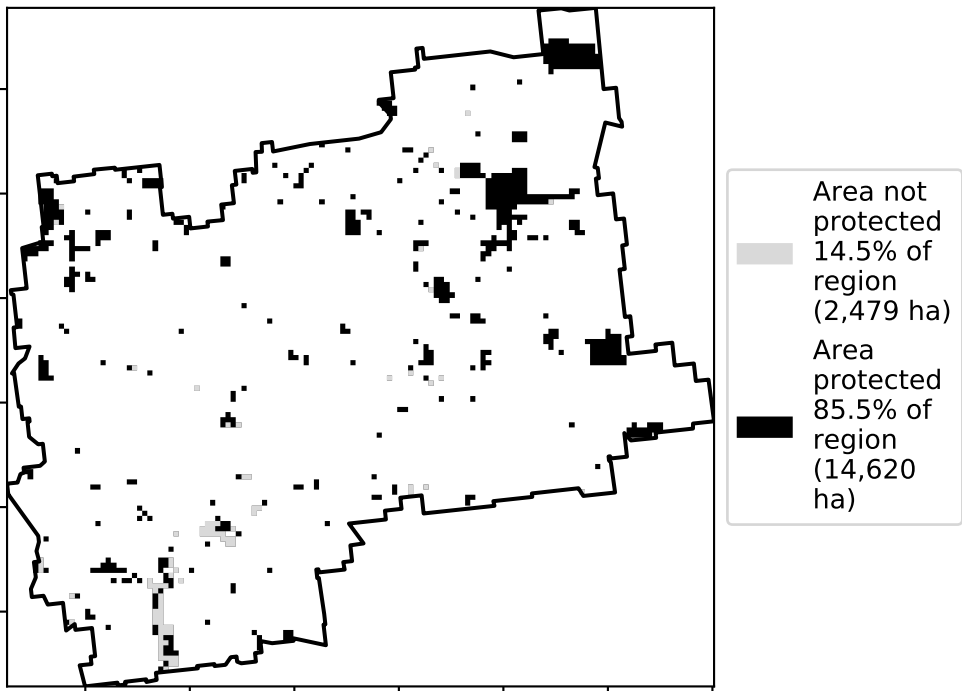 Area not
protected
14.5% of
region
(2,479 ha)
Area
protected
85.5% of
region
(14,620
ha)